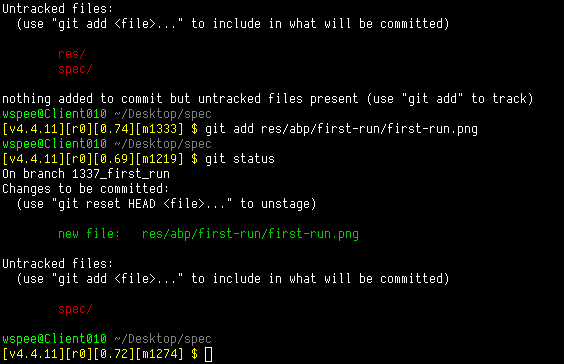 Untracked files:
(use "git add <file>..." to include in what will be committed)
res/
spec/
nothing added to commit but untracked files present (use "git add" to track)
wspee@Client010 ~/Desktop/spec
[v4.4.11][r0][0.74][m1333] $ git add res/abp/first-run/first-run.png
wspee@Client010 ~/Desktop/spec
[v4.4.11][r0][0.69][m1219] $ git status
On branch 1337_first_run
Changes to be committed:
(use "git reset HEAD <file>..." to unstage)
new file:   res/abp/first-run/first-run.png
Untracked files:
(use "git add <file>..." to include in what will be committed)
spec/
wspee@Client010 ~/Desktop/spec
[v4.4.11][r0][0.72][m1274] $